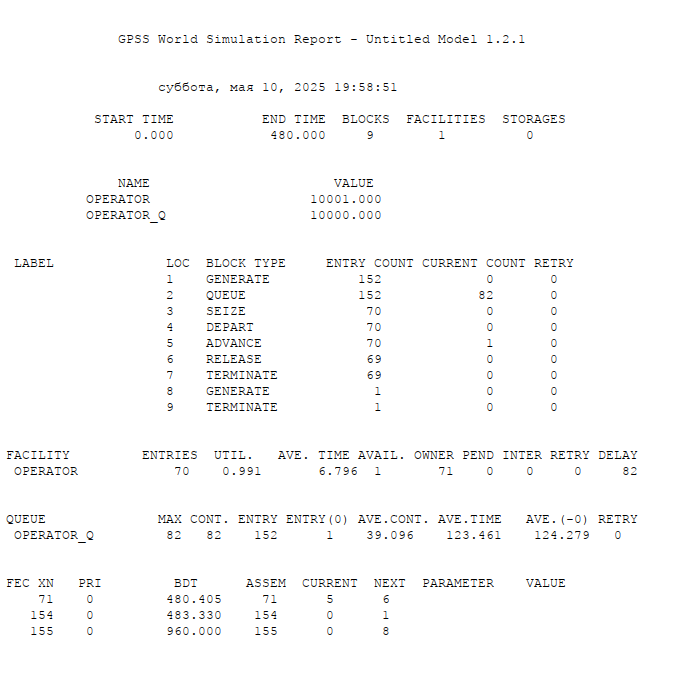 GPSS World Simulation Report - Untitled Model 1.2.1
суббота, мая 10, 2025 19:58:51
START TIME END TIME BLOCKS FACILITIES STORAGES
0.000 480.000 9 1 0
NAME VALUE
OPERATOR 10001.000
OPERATOR_Q 10000.000
LABEL LOC BLOCK TYPE ENTRY COUNT CURRENT COUNT RETRY
1 GENERATE 152 0 0
2 QUEUE 152 82 0
3 SEIZE 70 0 0
4 DEPART 70 0 0
5 ADVANCE 70 1 0
6 RELEASE 69 0 0
7 TERMINATE 69 0 0
8 GENERATE 1 0 0
9 TERMINATE 1 0 0
FACILITY ENTRIES UTIL. AVE. TIME AVAIL. OWNER PEND INTER RETRY DELAY
OPERATOR 70 0.991 6.796 1 71 0 0 0 82
QUEUE MAX CONT. ENTRY ENTRY(0) AVE.CONT. AVE.TIME AVE.(-0) RETRY
OPERATOR_Q 82 82 152 1 39.096 123.461 124.279 0
FEC XN PRI BDT ASSEM CURRENT NEXT PARAMETER VALUE
71 0 480.405 71 5 6
154 0 483.330 154 0 1
155 0 960.000 155 0 8